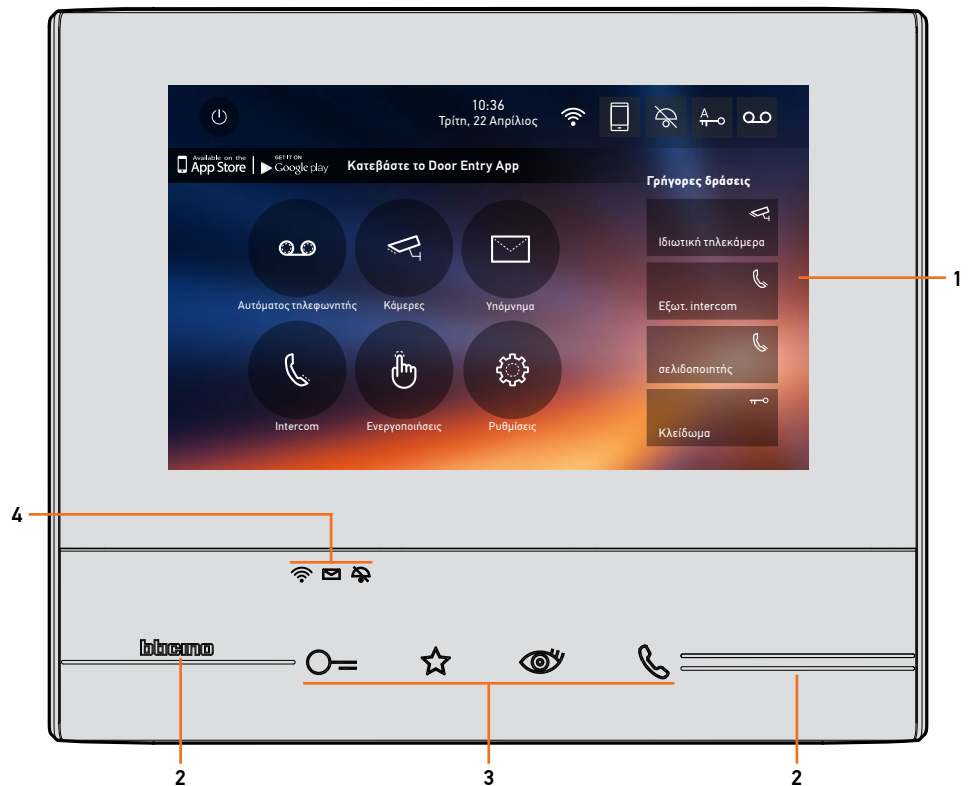 10:36
Τρίτη, 22 Απρίλιος
A
Available on the
App Store
GET IT ON
Google play
Κατεβάστε το Door Entry App
Γρήγορες δράσεις
Ιδιωτική τηλεκάμερα
Εξωτ. intercom
σελιδοποιητής
Κλείδωμα
Αυτόματος τηλεφωνητής
Κάμερες
Υπόμνημα
Intercom
Ενεργοποιήσεις
Ρυθμίσεις
1
4
bticino
2
3
2